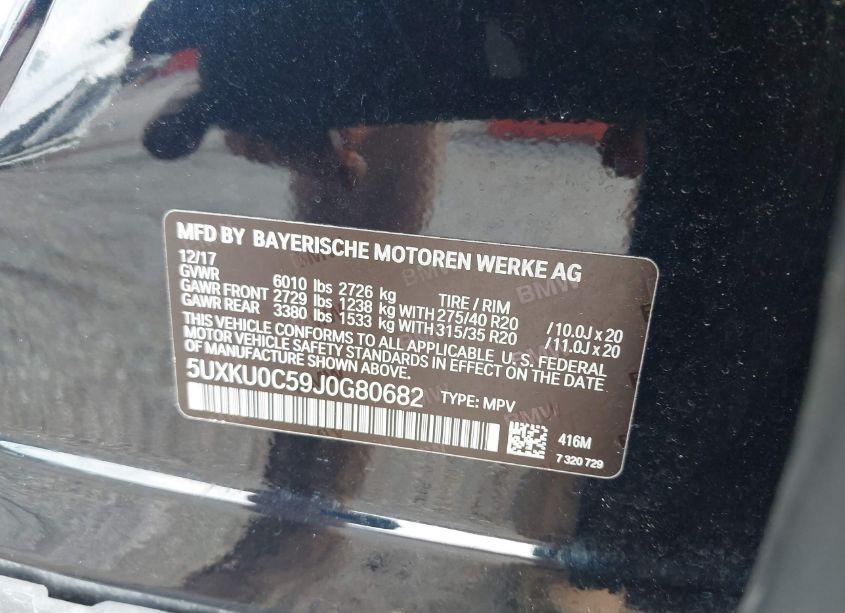 MFD BY BAYERISCHE MOTOREN WERKE AG
12/17
GVWR 6010 lbs 2726 kg TIRE / RIM
GAWR FRONT 2729 lbs 1238 kg WITH 275/40 R20 / 10.0J x 20
GAWR REAR 3380 lbs 1533 kg WITH 315/35 R20 / 11.0J x 20
THIS VEHICLE CONFORMS TO ALL APPLICABLE U.S. FEDERAL
MOTOR VEHICLE SAFETY STANDARDS IN EFFECT ON THE DATE
OF MANUFACTURE SHOWN ABOVE.
5UXKU0C59J0G80682 TYPE: MPV
416M
7 320 729
BMW
BMW